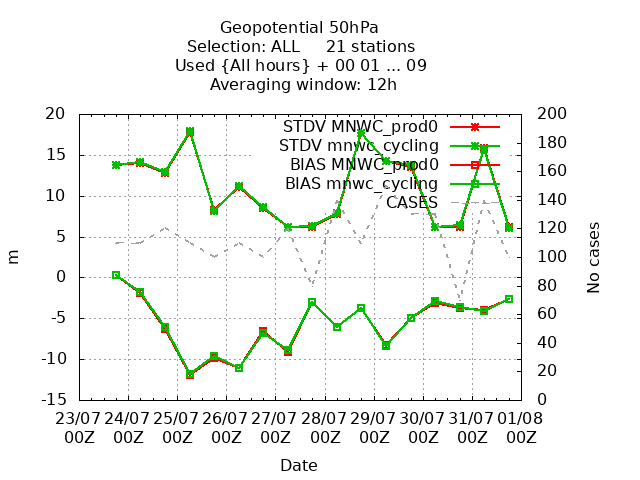 Geopotential 50hPa
Selection: ALL     21 stations
Used {All hours} + 00 01 ... 09
Averaging window: 12h
20 200
STDV MNWC_prod0
180
STDV mnwc_cycling
15 160
BIAS MNWC_prod0
BIAS mnwc_cycling
10 140
CASES
120
5
m
No cases
100
0
80
-5 60
40
-10
20
-15 0
23/07 24/07 25/07 26/07 27/07 28/07 29/07 30/07 31/07 01/08
00Z 00Z 00Z 00Z 00Z 00Z 00Z 00Z 00Z 00Z
Date